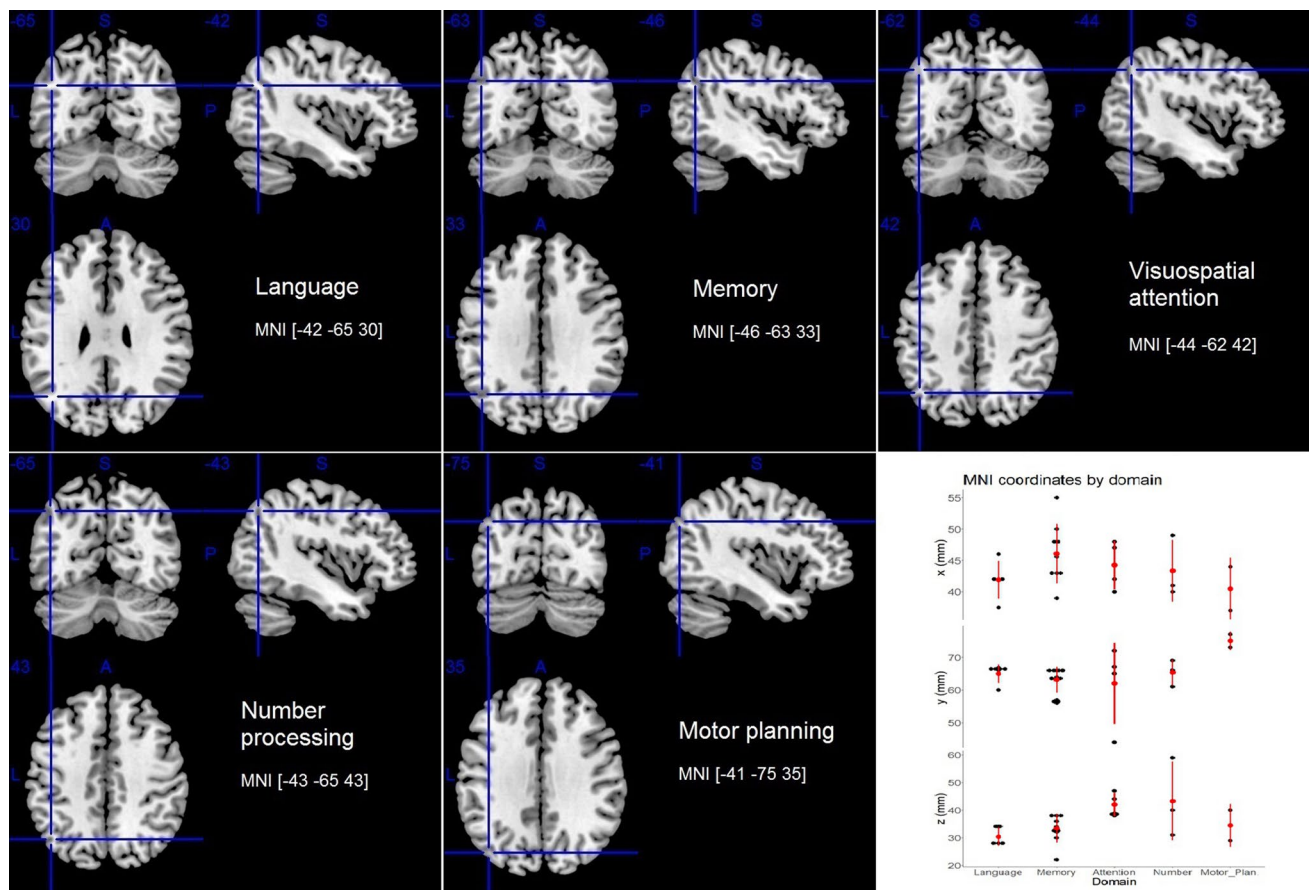 -65 S -42 S
L P
30 A
L
Language
MNI [-42 -65 30]
-63 S -46 S
L P
33 A
L
Memory
MNI [-46 -63 33]
-62 S -44 S
L P
42 A
L
Visuospatial
attention
MNI [-44 -62 42]
-65 S -43 S
L P
43 A
L
Number
processing
MNI [-43 -65 43]
-75 S -41 S
L P
35 A
L
Motor planning
MNI [-41 -75 35]
MNI coordinates by domain
55
50
45
40
x (mm)
70
60
50
y (mm)
60
50
40
30
20
z (mm)
Language Memory Attention Number Motor_Plan.
Domain